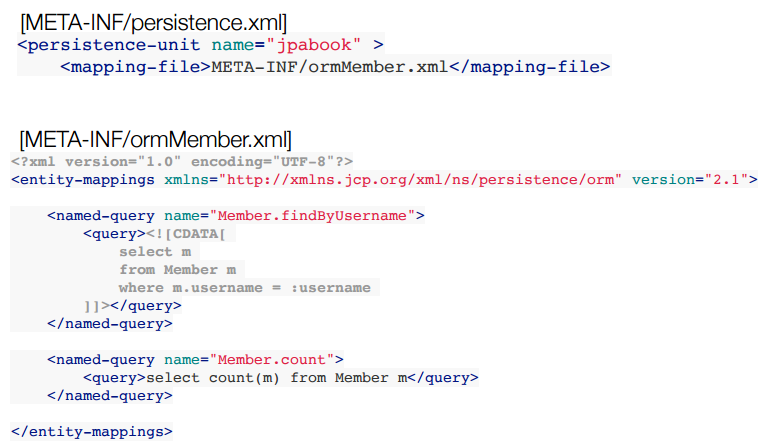 [META-INF/persistence.xml]
<persistence-unit name="jpabook" >
    <mapping-file>META-INF/ormMember.xml</mapping-file>
[META-INF/ormMember.xml]
<?xml version="1.0" encoding="UTF-8"?>
<entity-mappings xmlns="http://xmlns.jcp.org/xml/ns/persistence/orm" version="2.1">
    <named-query name="Member.findByUsername">
        <query><![CDATA[
            select m
            from Member m
            where m.username = :username
        ]]></query>
    </named-query>
    <named-query name="Member.count">
        <query>select count(m) from Member m</query>
    </named-query>
</entity-mappings>